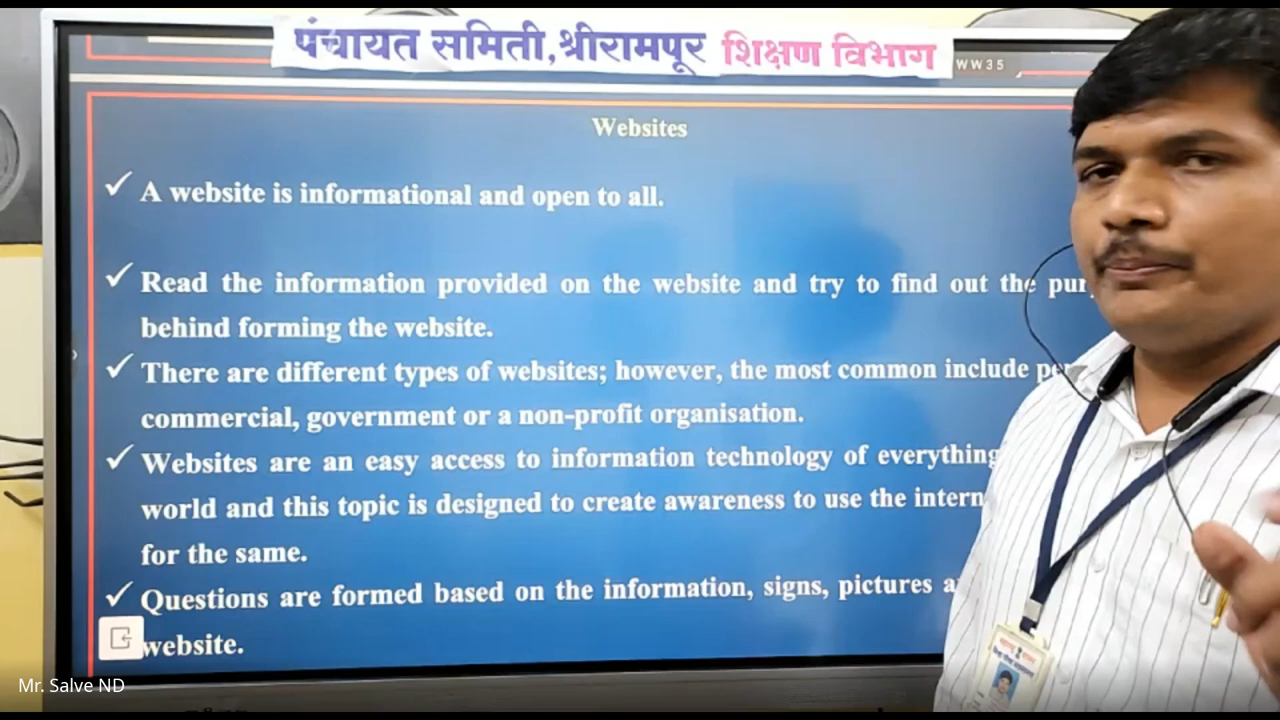 पंचायत समिती,श्रीरामपूर शिक्षण विभाग
WW35
Websites
✓ A website is informational and open to all.
✓ Read the information provided on the website and try to find out the
behind forming the website.
✓ There are different types of websites; however, the most common include
commercial, government or a non-profit organisation.
✓ Websites are an easy access to information technology of everything
world and this topic is designed to create awareness to use the
for the same.
✓ Questions are formed based on the information, signs, pictures
website.
Mr. Salve ND